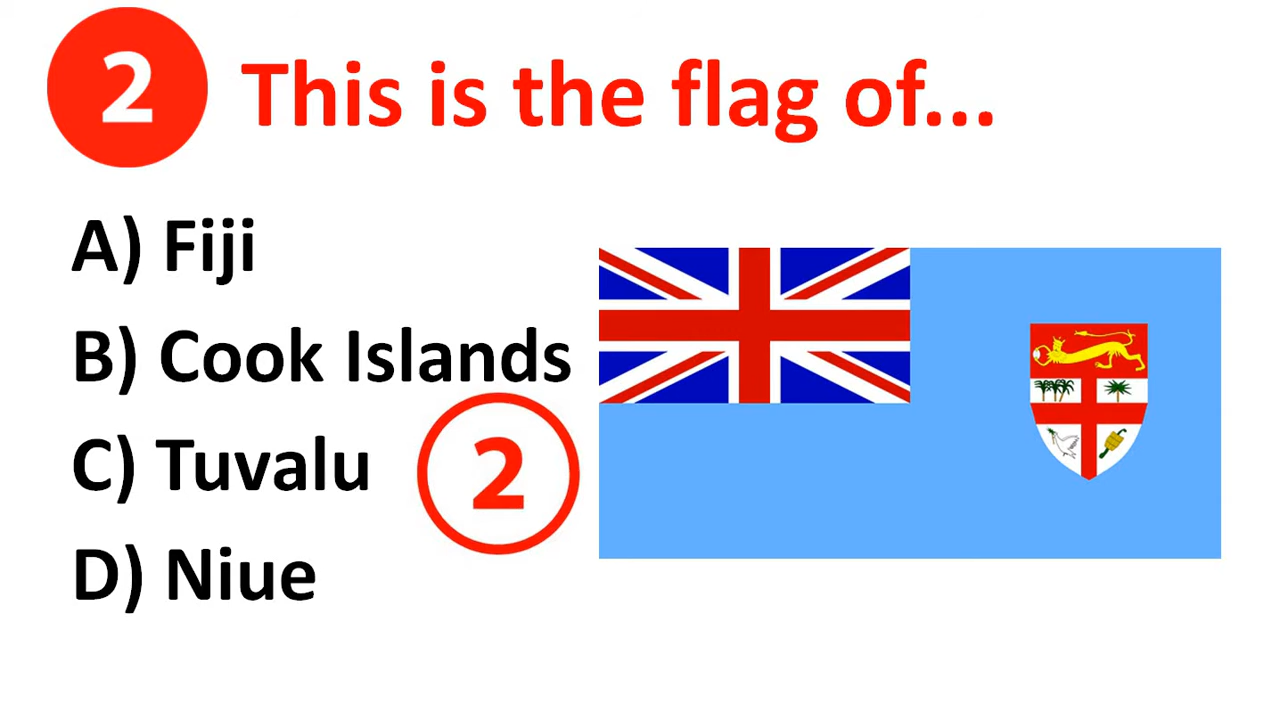 2 This is the flag of...
A) Fiji
B) Cook Islands
C) Tuvalu
2
D) Niue